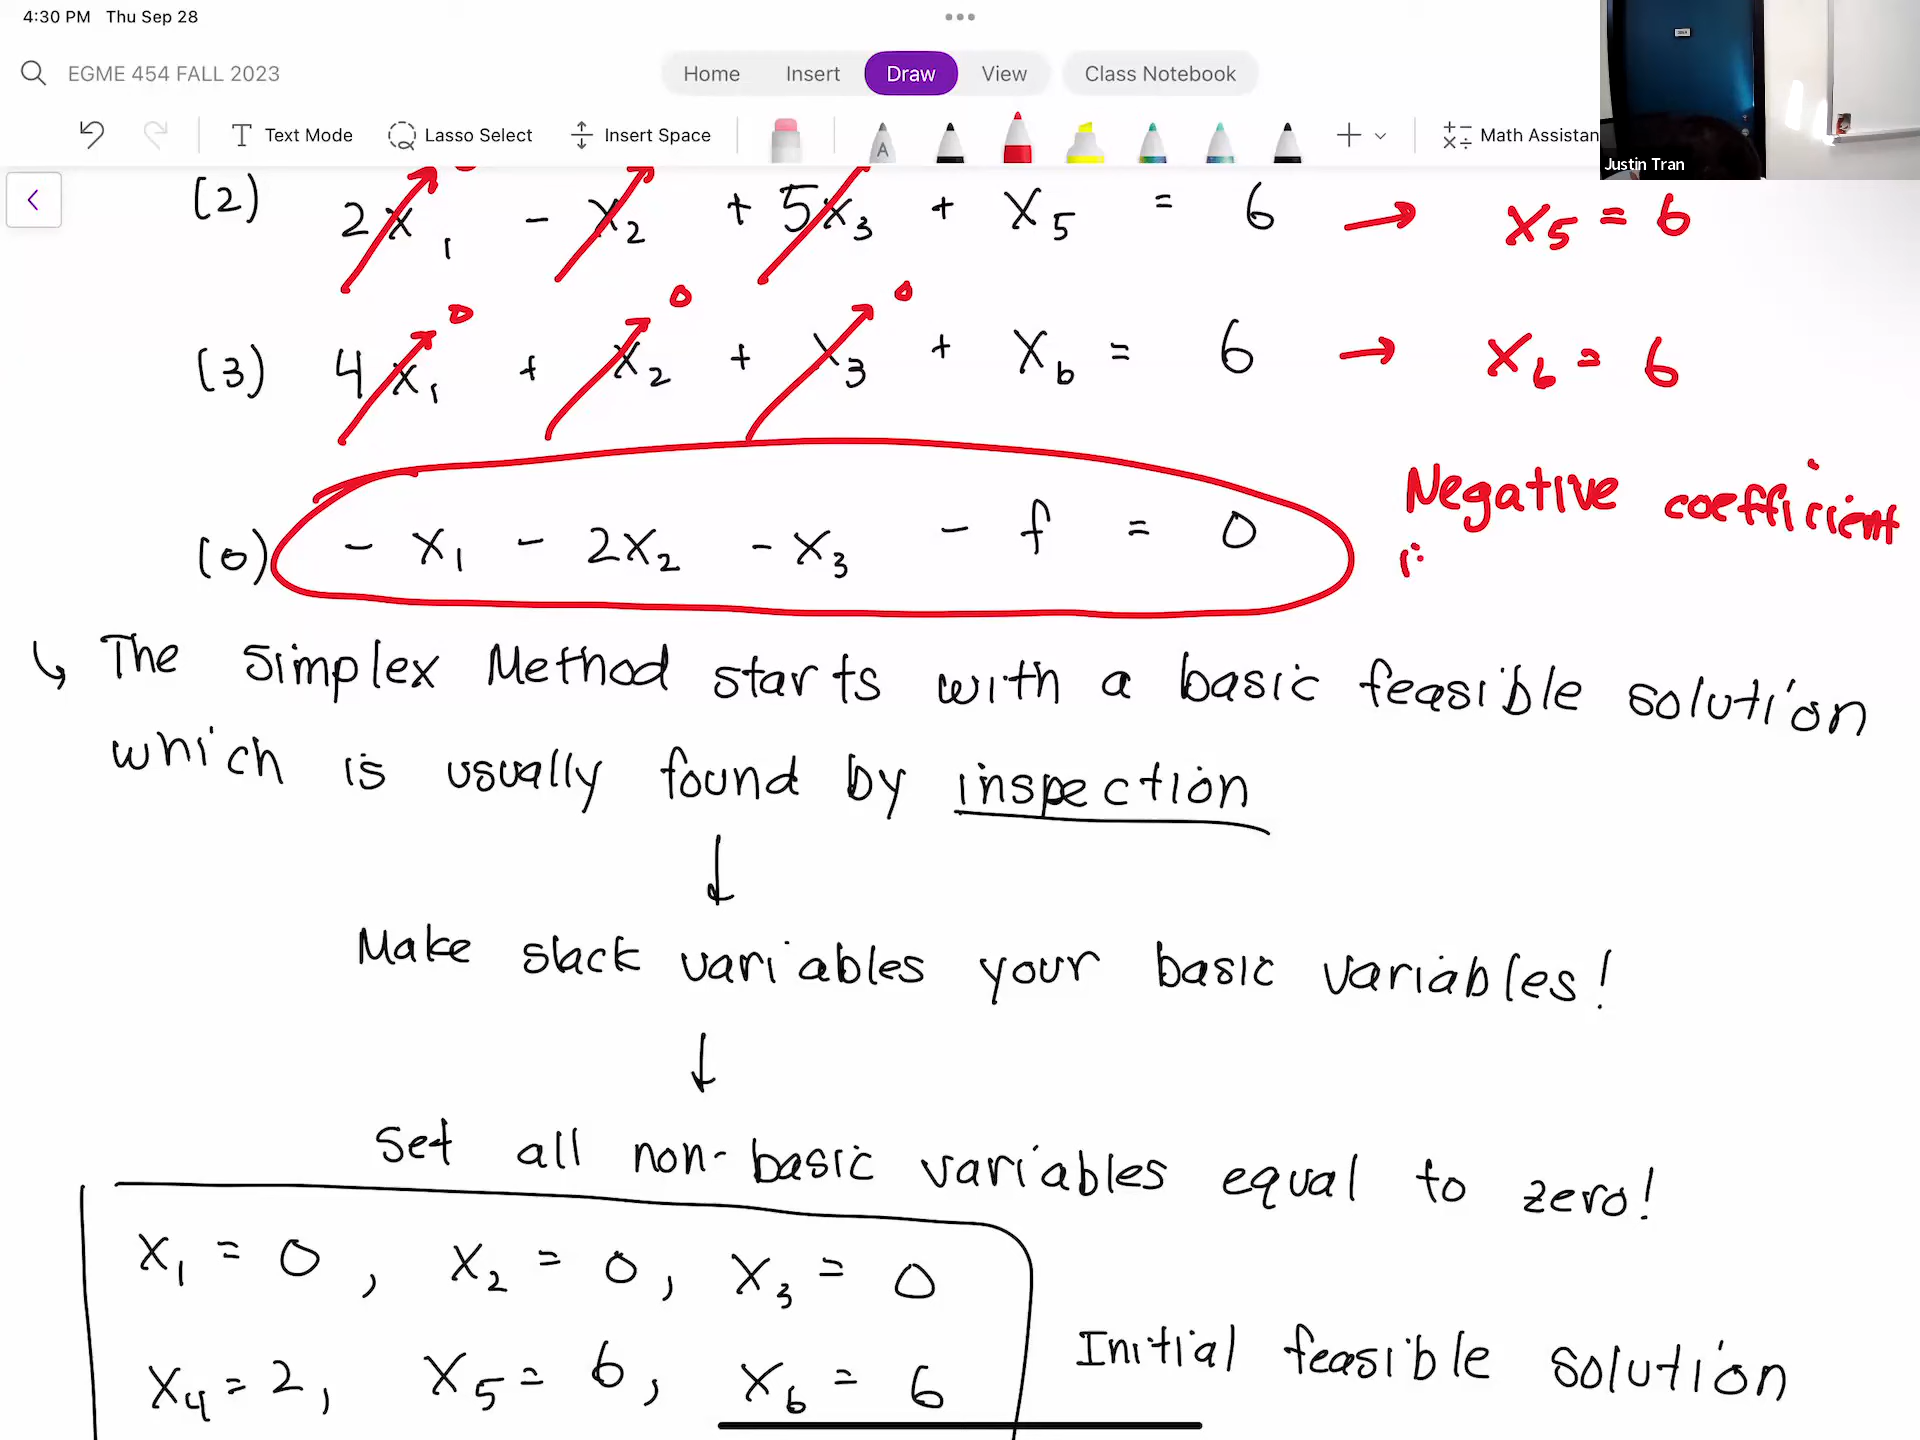 4:30 PM Thu Sep 28
EGME 454 FALL 2023
Home Insert Draw View Class Notebook
Text Mode Lasso Select Insert Space A Math Assistan
Justin Tran
(2) 2x₁ - x₂ + 5x₃ + x₅ = 6 → x₅ = 6
0 0 0
(3) 4x₁ + x₂ + x₃ + x₆ = 6 → x₆ = 6
Negative coefficient
(0) - x₁ - 2x₂ - x₃ - f = 0
↳ The Simplex Method starts with a basic feasible solution
which is usually found by inspection
↓
Make slack variables your basic variables!
↓
Set all non-basic variables equal to zero!
x₁ = 0, x₂ = 0, x₃ = 0
x₄ = 2, x₅ = 6, x₆ = 6
Initial feasible solution